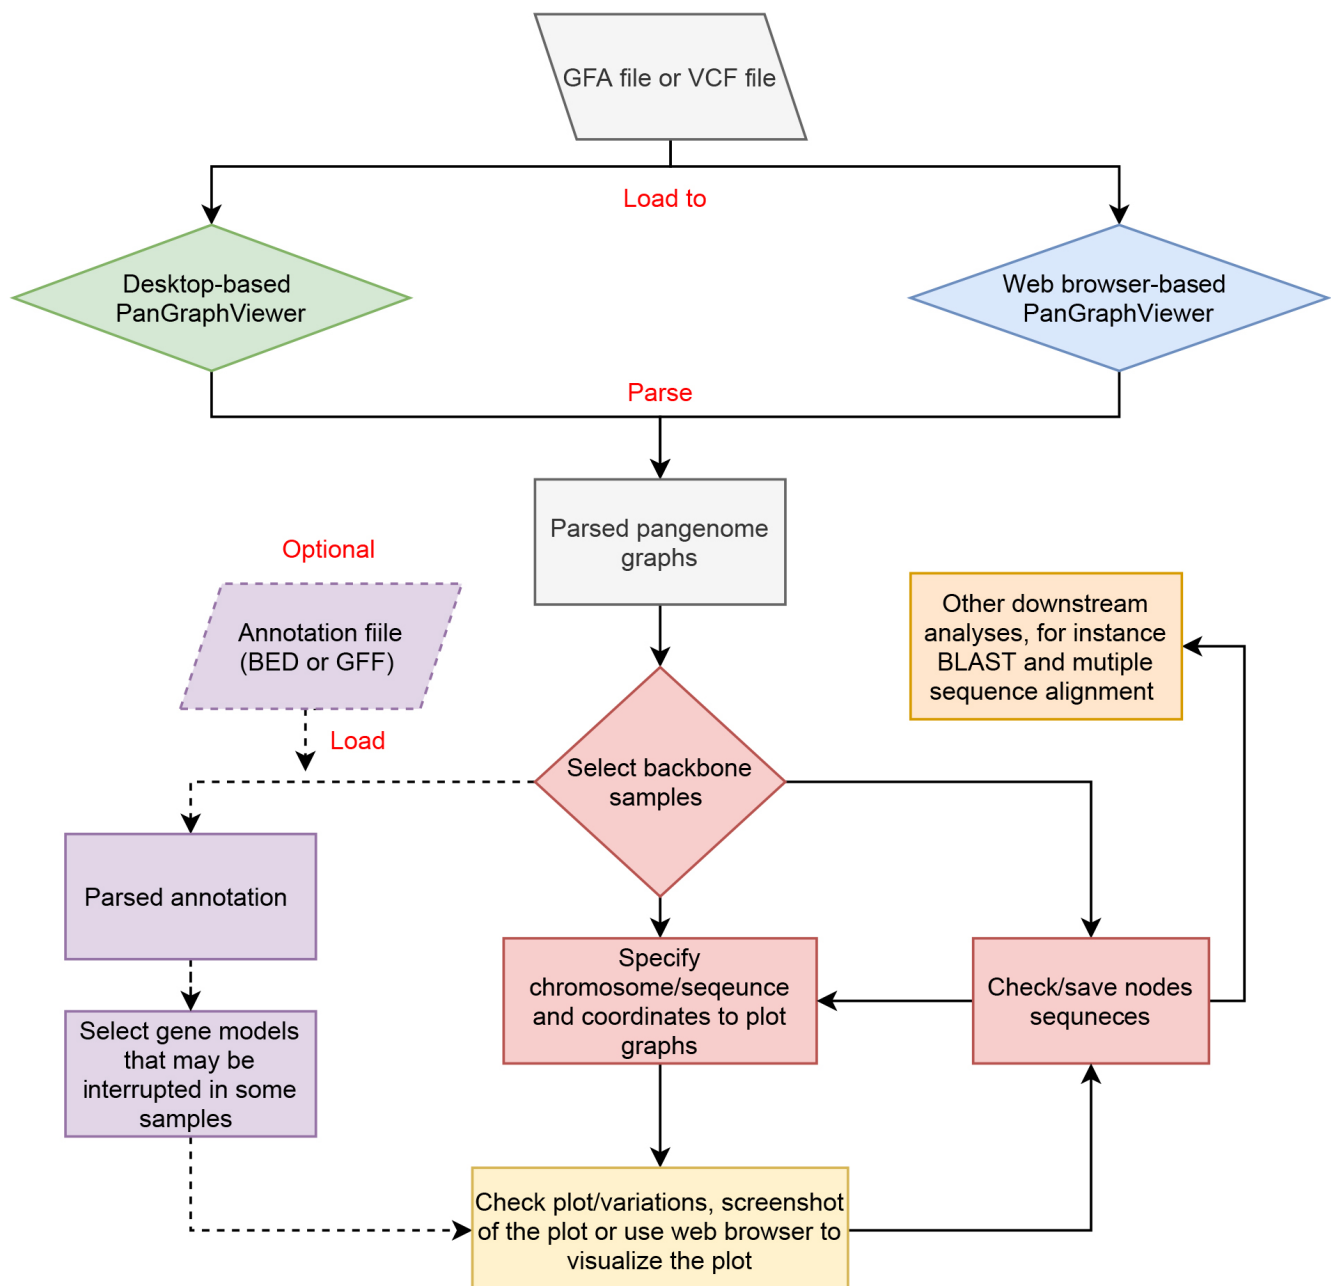 GFA file or VCF file
Load to
Desktop-based
PanGraphViewer
Web browser-based
PanGraphViewer
Parse
Parsed pangenome
graphs
Optional
Annotation fiile
(BED or GFF)
Load
Other downstream
analyses, for instance
BLAST and mutiple
sequence alignment
Select backbone
samples
Parsed annotation
Specify
chromosome/seqeunce
and coordinates to plot
graphs
Check/save nodes
sequneces
Select gene models
that may be
interrupted in some
samples
Check plot/variations, screenshot
of the plot or use web browser to
visualize the plot